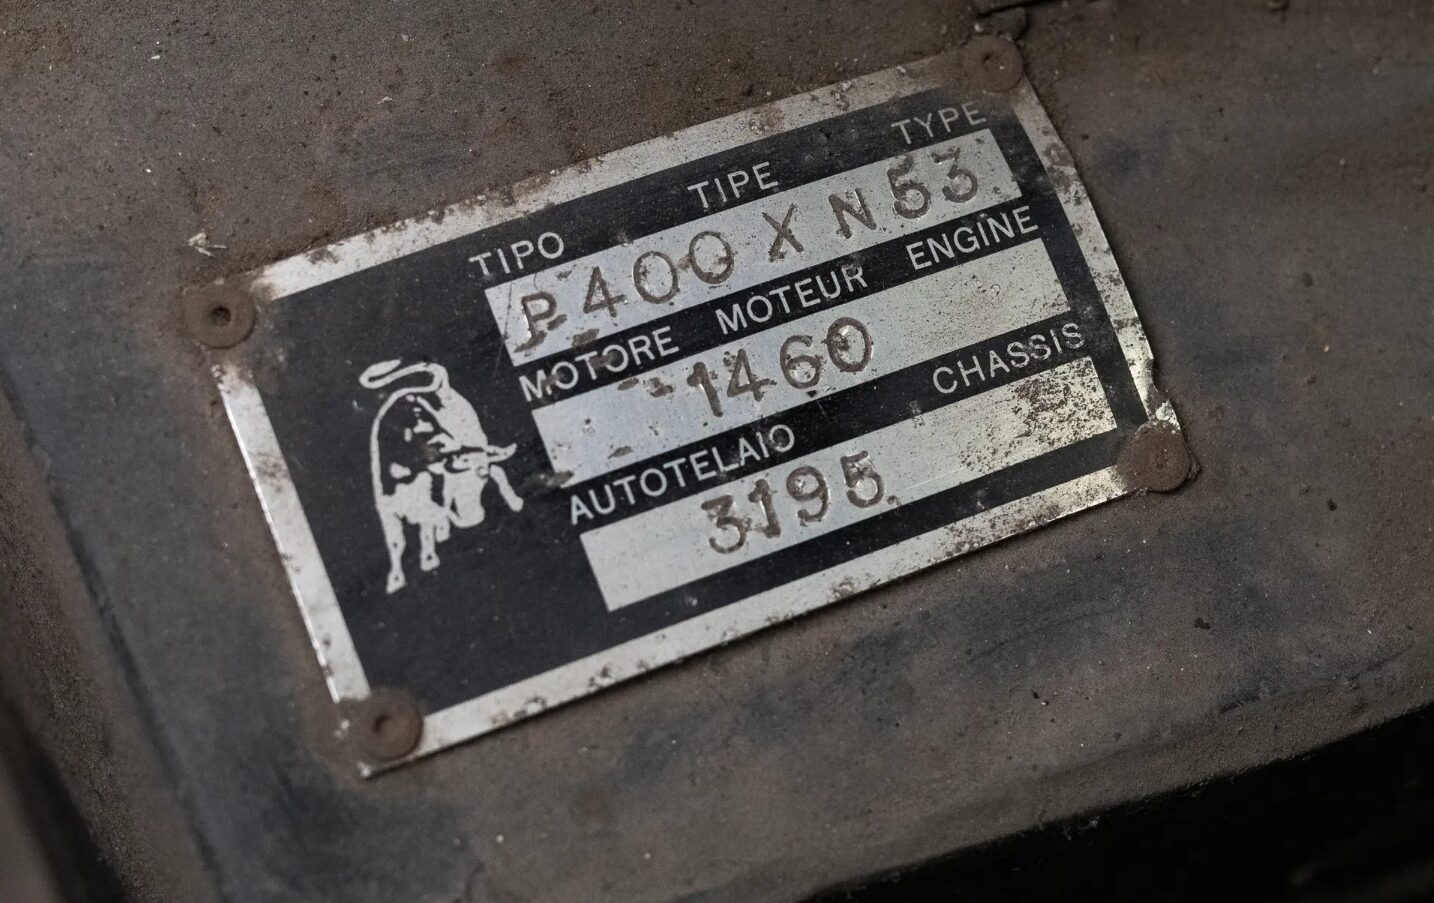 TIPO TIPE TYPE
P400 X N53
MOTORE MOTEUR ENGINE
1460
AUTOTELAIO CHASSIS
3195